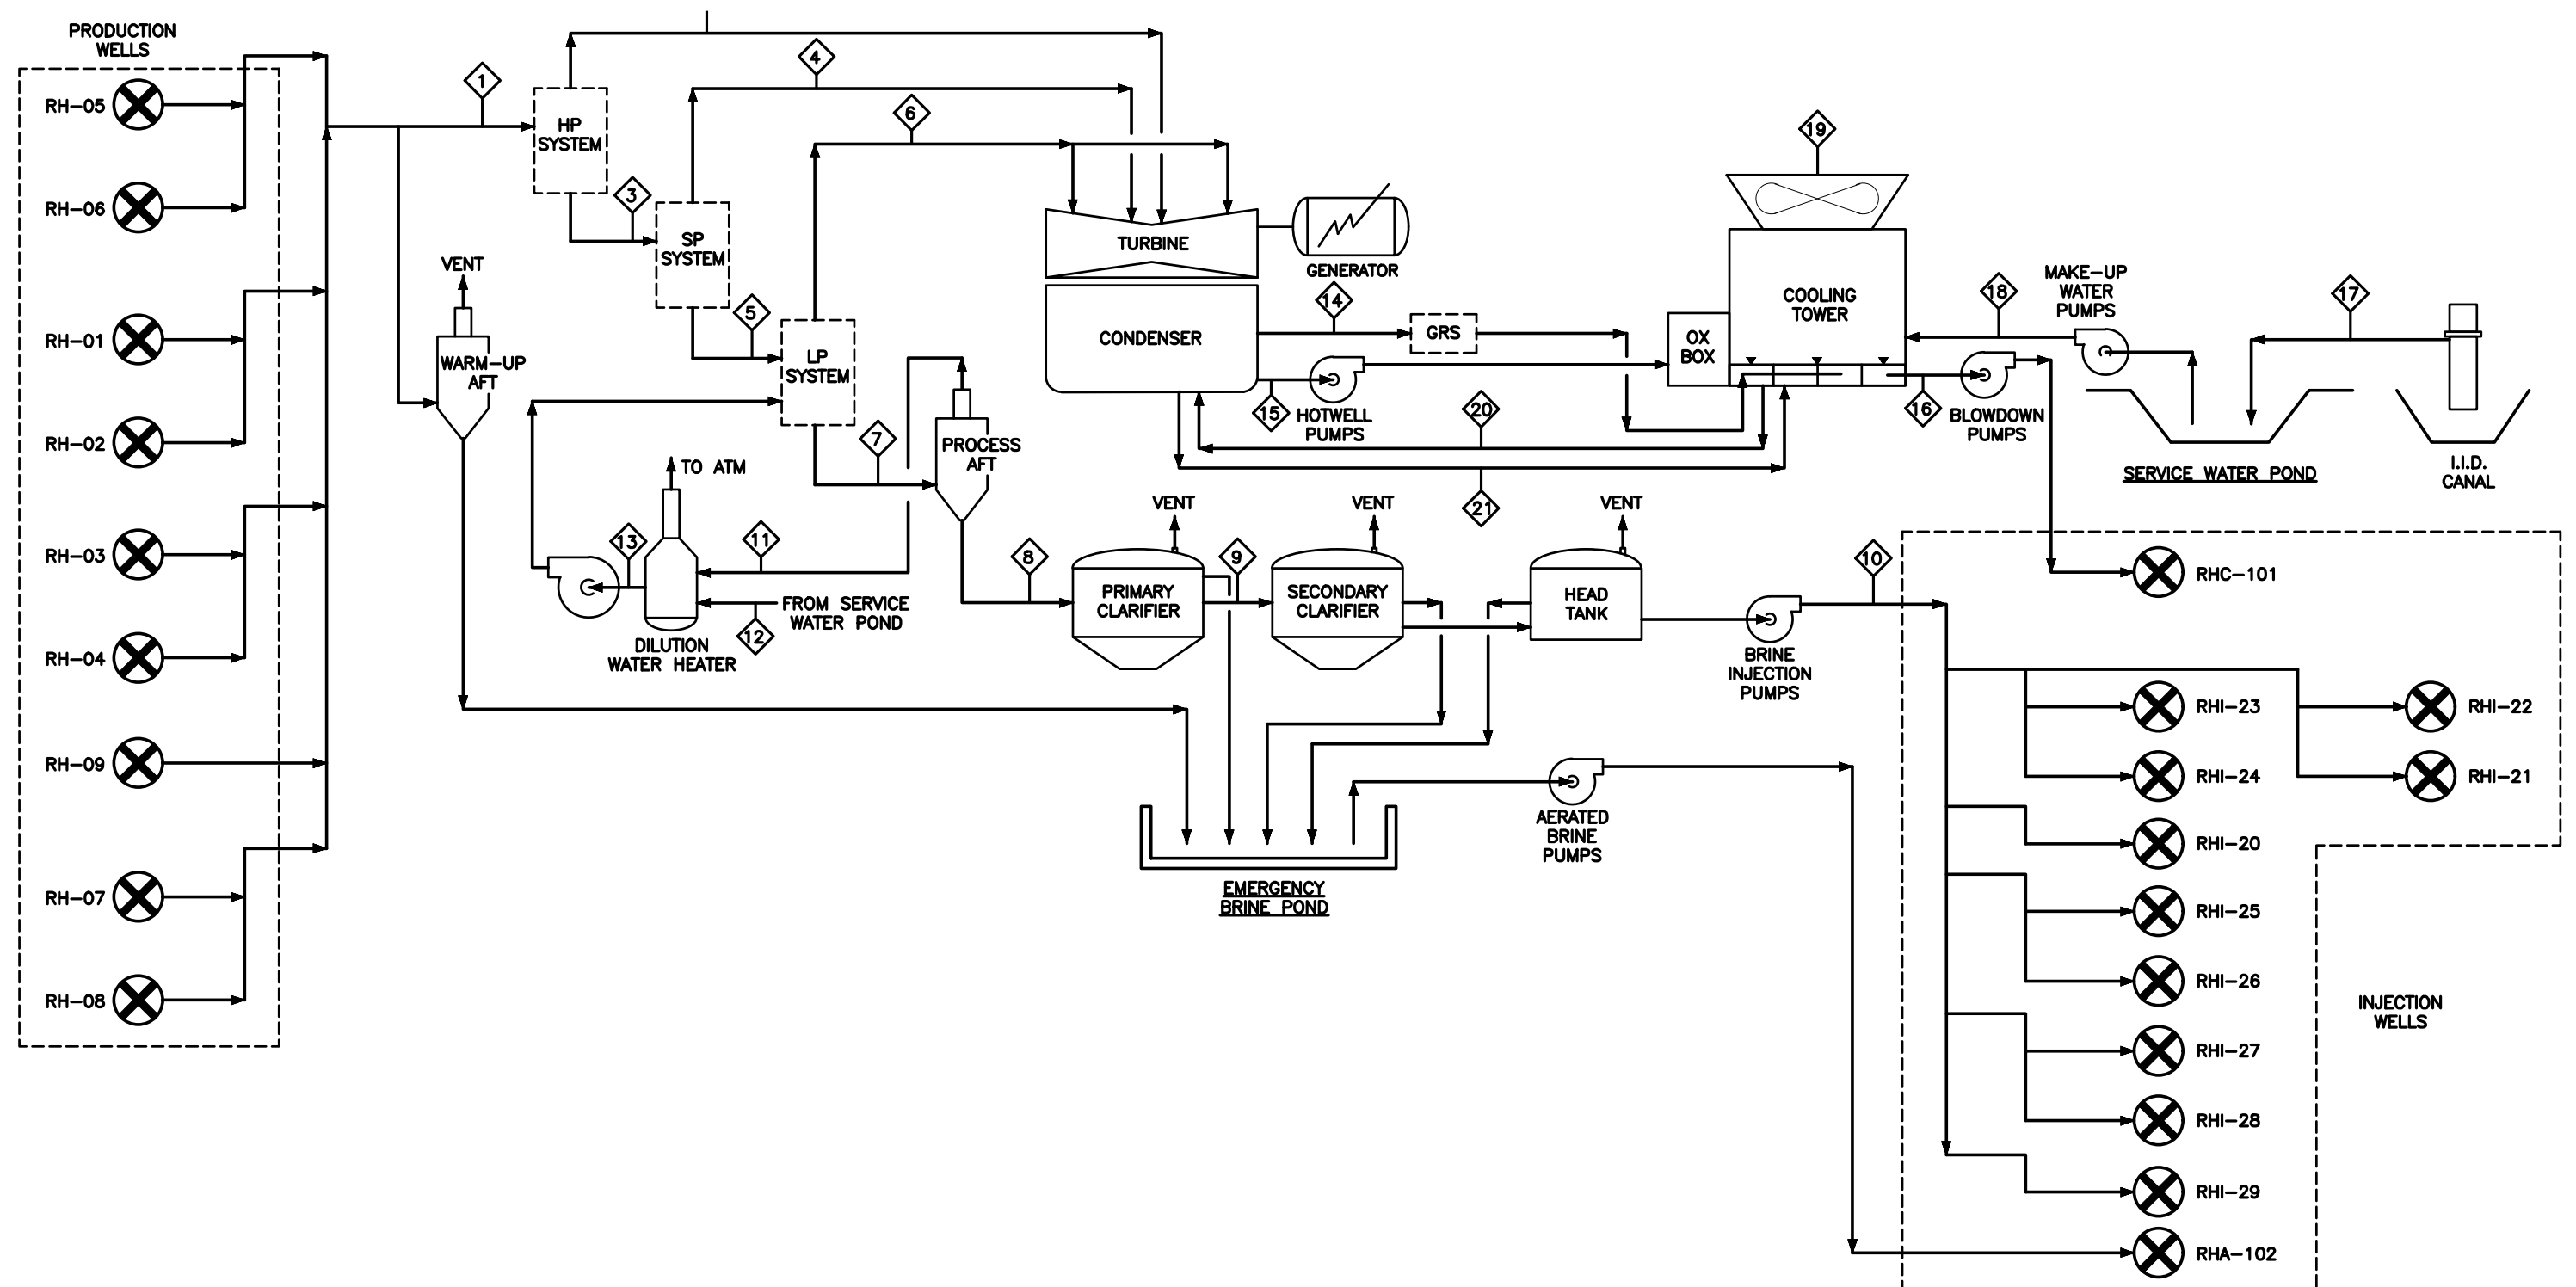 PRODUCTION
WELLS
RH-05
RH-06
RH-01
RH-02
RH-03
RH-04
RH-09
RH-07
RH-08
1
HP
SYSTEM
3
4
SP
SYSTEM
5
6
LP
SYSTEM
7
VENT
WARM-UP
AFT
PROCESS
AFT
TO ATM
13
11
FROM SERVICE
WATER POND
12
DILUTION
WATER HEATER
TURBINE
GENERATOR
CONDENSER
14
GRS
15
HOTWELL
PUMPS
20
21
19
COOLING
TOWER
OX
BOX
18
MAKE-UP
WATER
PUMPS
16
BLOWDOWN
PUMPS
17
SERVICE WATER POND
I.I.D.
CANAL
8
VENT
PRIMARY
CLARIFIER
9
VENT
SECONDARY
CLARIFIER
VENT
HEAD
TANK
BRINE
INJECTION
PUMPS
10
AERATED
BRINE
PUMPS
EMERGENCY
BRINE POND
RHC-101
RHI-23
RHI-22
RHI-24
RHI-21
RHI-20
RHI-25
RHI-26
RHI-27
RHI-28
RHI-29
RHA-102
INJECTION
WELLS